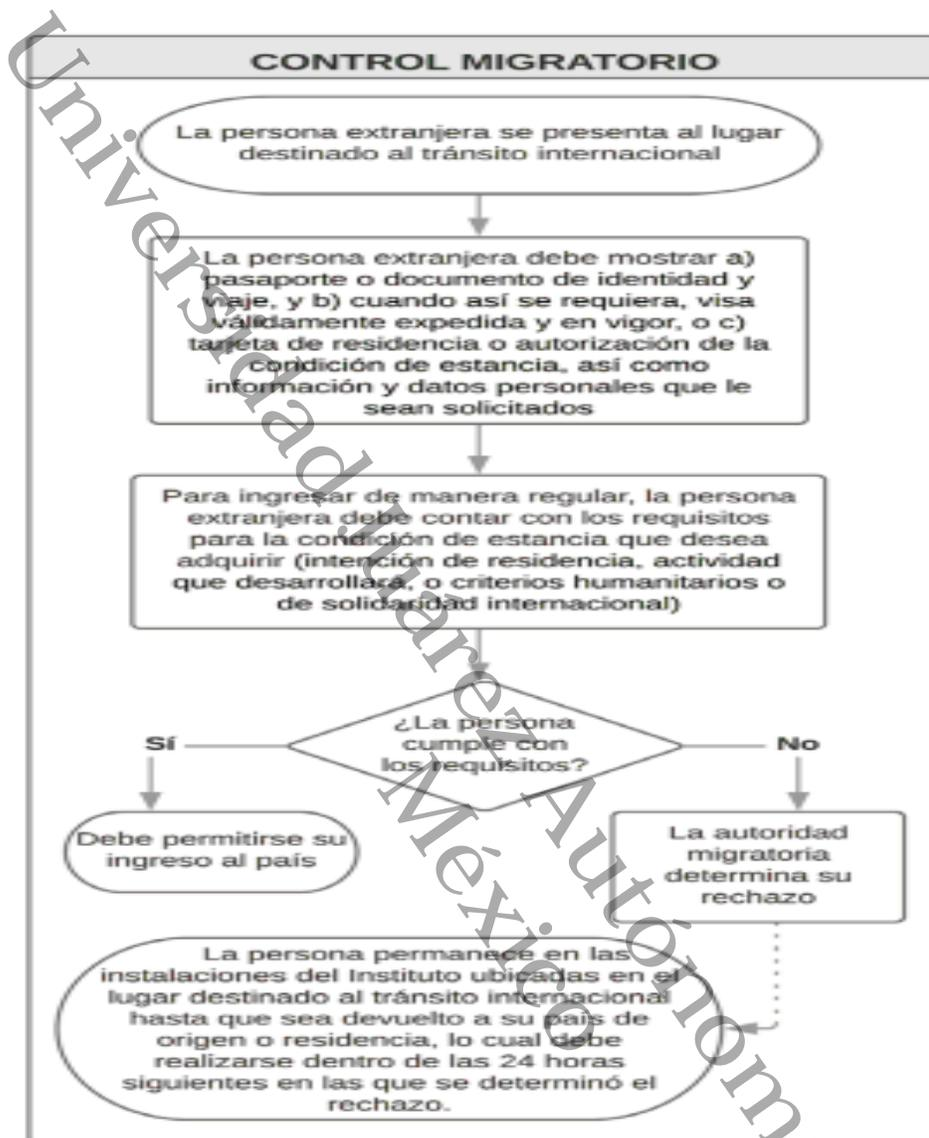 CONTROL MIGRATORIO
La persona extranjera se presenta al lugar
destinado al tránsito internacional
La persona extranjera debe mostrar a)
pasaporte o documento de identidad y
viaje, y b) cuando así se requiera, visa
válidamente expedida y en vigor, o c)
tarjeta de residencia o autorización de la
condición de estancia, así como
información y datos personales que le
sean solicitados
Para ingresar de manera regular, la persona
extranjera debe contar con los requisitos
para la condición de estancia que desea
adquirir (intención de residencia, actividad
que desarrollará, o criterios humanitarios o
de solidaridad internacional)
¿La persona
cumple con
los requisitos?
Sí
No
Debe permitirse su
ingreso al país
La autoridad
migratoria
determina su
rechazo
La persona permanece en las
instalaciones del Instituto ubicadas en el
lugar destinado al tránsito internacional
hasta que sea devuelto a su país de
origen o residencia, lo cual debe
realizarse dentro de las 24 horas
siguientes en las que se determinó el
rechazo.
Universidad Juárez Autónom
México